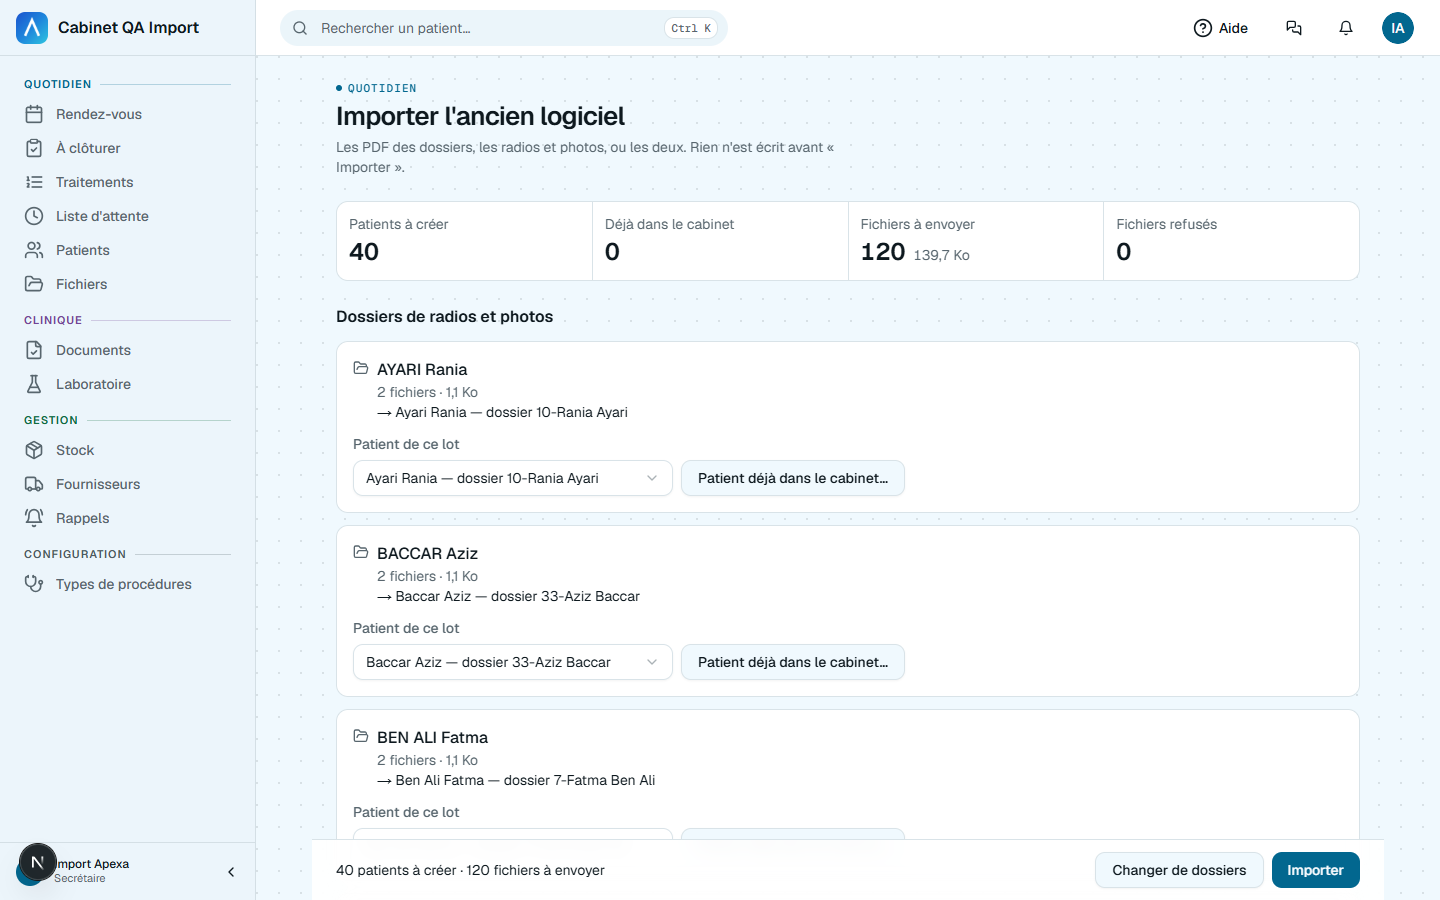 Cabinet QA Import
Rechercher un patient...
Ctrl K
Aide
IA
QUOTIDIEN
Rendez-vous
À clôturer
Traitements
Liste d'attente
Patients
Fichiers
CLINIQUE
Documents
Laboratoire
GESTION
Stock
Fournisseurs
Rappels
CONFIGURATION
Types de procédures
N
mport Apexa
Secrétaire
QUOTIDIEN
Importer l'ancien logiciel
Les PDF des dossiers, les radios et photos, ou les deux. Rien n'est écrit avant «
Importer ».
Patients à créer
40
Déjà dans le cabinet
0
Fichiers à envoyer
120 139,7 Ko
Fichiers refusés
0
Dossiers de radios et photos
AYARI Rania
2 fichiers · 1,1 Ko
→ Ayari Rania — dossier 10-Rania Ayari
Patient de ce lot
Ayari Rania — dossier 10-Rania Ayari
Patient déjà dans le cabinet...
BACCAR Aziz
2 fichiers · 1,1 Ko
→ Baccar Aziz — dossier 33-Aziz Baccar
Patient de ce lot
Baccar Aziz — dossier 33-Aziz Baccar
Patient déjà dans le cabinet...
BEN ALI Fatma
2 fichiers · 1,1 Ko
→ Ben Ali Fatma — dossier 7-Fatma Ben Ali
Patient de ce lot
40 patients à créer · 120 fichiers à envoyer
Changer de dossiers
Importer